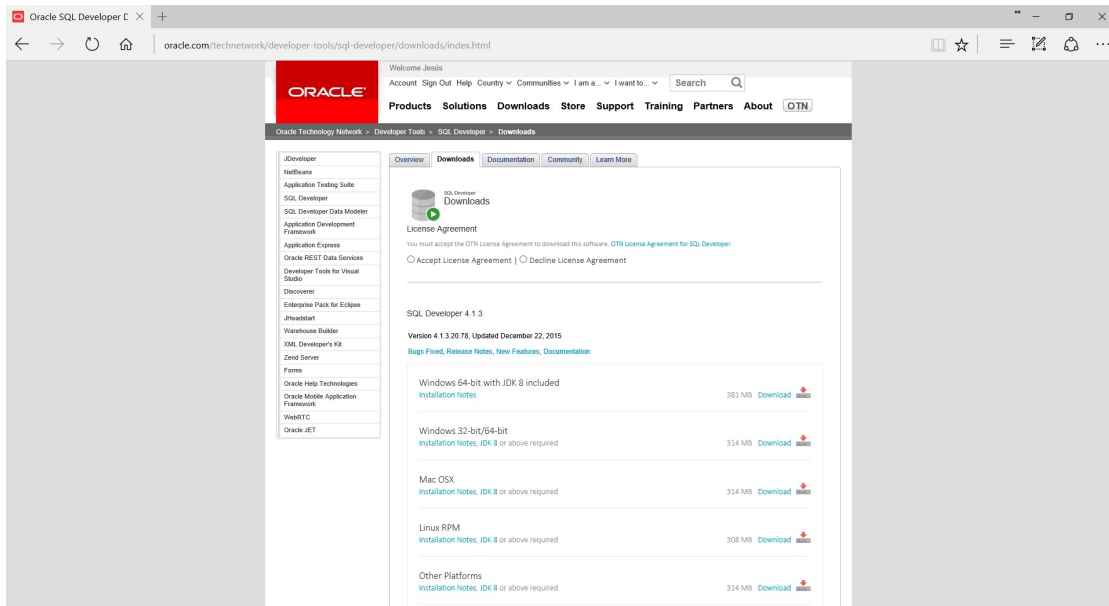 Oracle SQL Developer D
oracle.com/technetwork/developer-tools/sql-developer/downloads/index.html
ORACLE
Welcome Jesús
Account Sign Out Help Country Communities I am a... I want to... Search
Products Solutions Downloads Store Support Training Partners About OTN
Oracle Technology Network > Developer Tools > SQL Developer > Downloads
JDeveloper
NetBeans
Application Testing Suite
SQL Developer
SQL Developer Data Modeler
Application Development
Framework
Application Express
Oracle REST Data Services
Developer Tools for Visual
Studio
Discoverer
Enterprise Pack for Eclipse
JHeadstart
Warehouse Builder
XML Developer's Kit
Zend Server
Forms
Oracle Help Technologies
Oracle Mobile Application
Framework
WebRTC
Oracle JET
Overview Downloads Documentation Community Learn More
SQL Developer
Downloads
License Agreement
You must accept the OTN License Agreement to download this software. OTN License Agreement for SQL Developer
Accept License Agreement | Decline License Agreement
SQL Developer 4.1.3
Version 4.1.3.20.78, Updated December 22, 2015
Bugs Fixed, Release Notes, New Features, Documentation
Windows 64-bit with JDK 8 included
Installation Notes 381 MB Download
Windows 32-bit/64-bit
Installation Notes, JDK 8 or above required 314 MB Download
Mac OSX
Installation Notes, JDK 8 or above required 314 MB Download
Linux RPM
Installation Notes, JDK 8 or above required 308 MB Download
Other Platforms
Installation Notes, JDK 8 or above required 314 MB Download